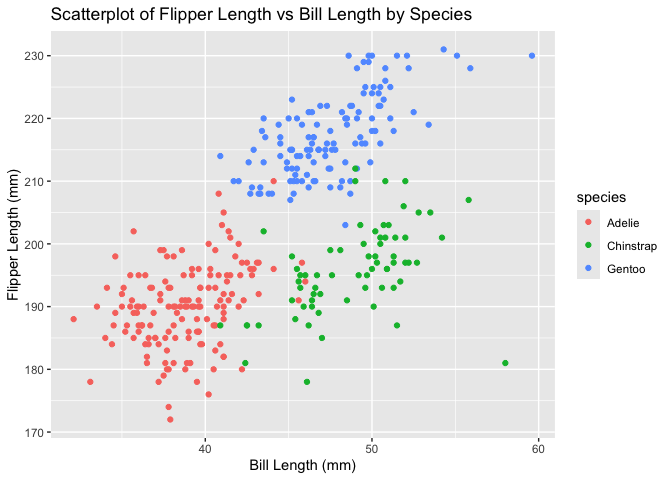 Scatterplot of Flipper Length vs Bill Length by Species
230
220
210
200
190
180
170
Flipper Length (mm)
40
50
60
Bill Length (mm)
species
Adelie
Chinstrap
Gentoo